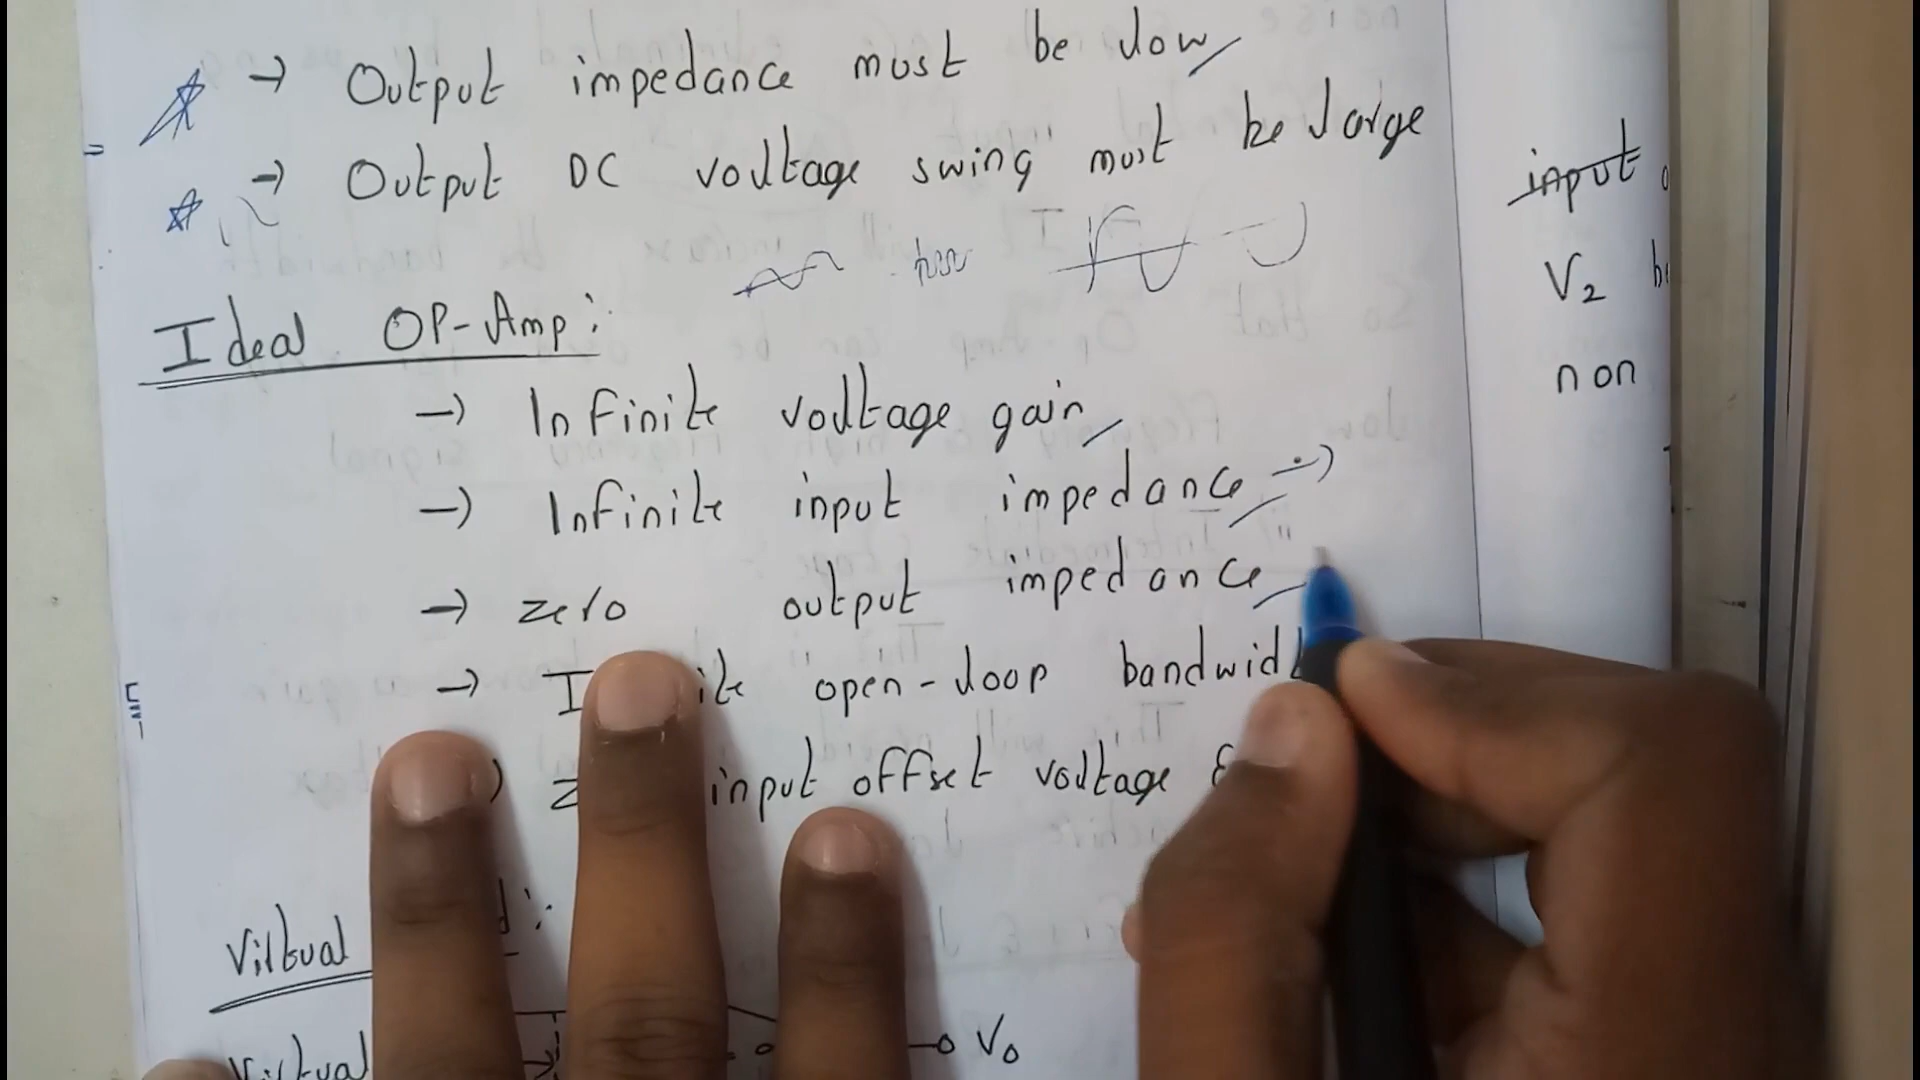 → Output impedance must be low
→ Output DC voltage swing must be large
Ideal OP-Amp:
→ Infinite voltage gain
→ Infinite input impedance →
→ zero output impedance
→ open-loop
input offset voltage &
Virtual
Virtual
V₀
input
V₂
non